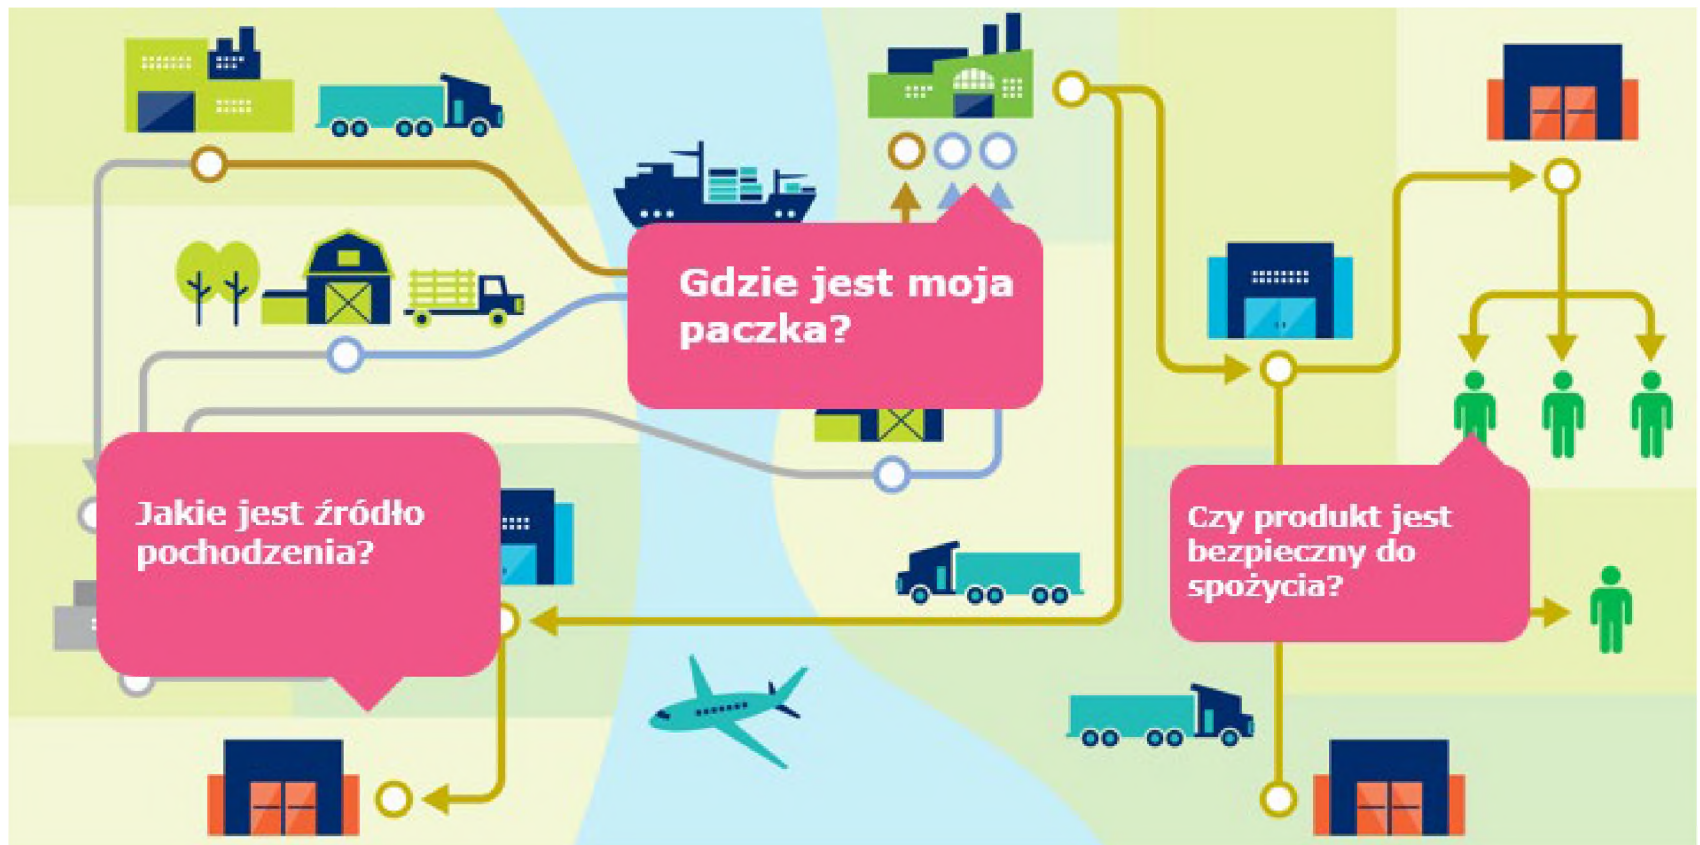 Gdzie jest moja
paczka?
Jakie jest źródło
pochodzenia?
Czy produkt jest
bezpieczny do
spożycia?